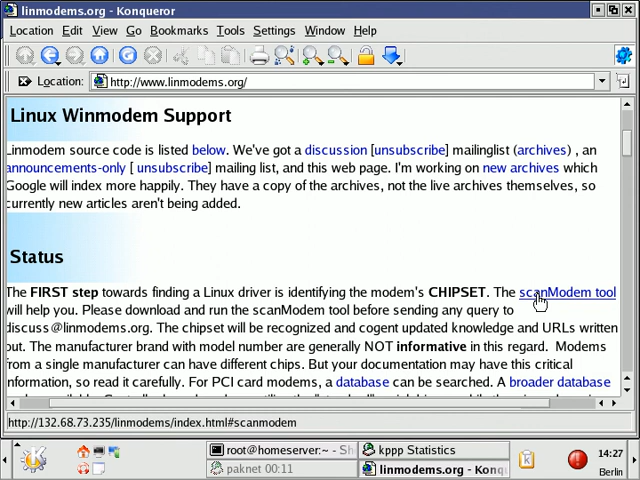 linmodems.org - Konqueror
Location Edit View Go Bookmarks Tools Settings Window Help
Location: http://www.linmodems.org/
Linux Winmodem Support
Linmodem source code is listed below. We've got a discussion [unsubscribe] mailinglist (archives) , an
announcements-only [ unsubscribe] mailing list, and this web page. I'm working on new archives which
Google will index more happily. They have a copy of the archives, not the live archives themselves, so
currently new articles aren't being added.
Status
The FIRST step towards finding a Linux driver is identifying the modem's CHIPSET. The scanModem tool
will help you. Please download and run the scanModem tool before sending any query to
discuss@linmodems.org. The chipset will be recognized and cogent updated knowledge and URLs written
out. The manufacturer brand with model number are generally NOT informative in this regard. Modems
from a single manufacturer can have different chips. But your documentation may have this critical
information, so read it carefully. For PCI card modems, a database can be searched. A broader database
http://132.68.73.235/linmodems/index.html#scanmodem
root@homeserver:~ - Sh
kppp Statistics
paknet 00:11
linmodems.org - Konq
14:27
Berlin